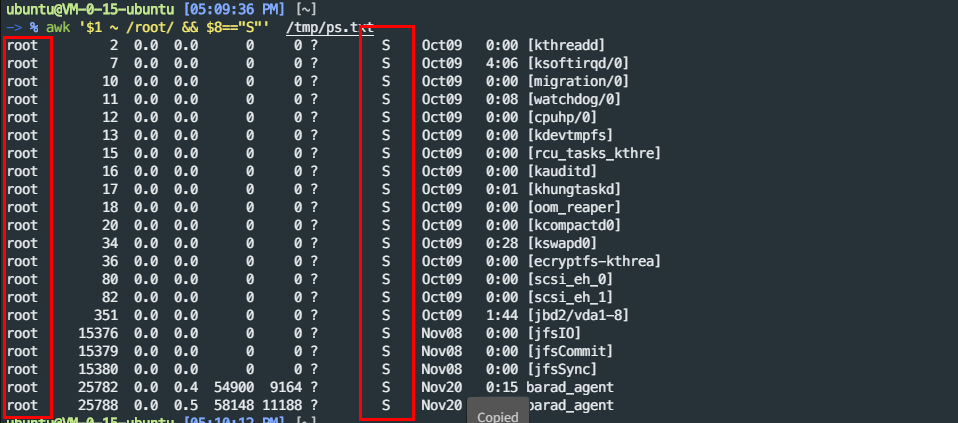 ubuntu@VM-0-15-ubuntu [05:09:36 PM] [~]
-> % awk '$1 ~ /root/ && $8=="S"'  /tmp/ps.txt
root         2  0.0  0.0      0     0 ?        S    Oct09   0:00 [kthreadd]
root         7  0.0  0.0      0     0 ?        S    Oct09   4:06 [ksoftirqd/0]
root        10  0.0  0.0      0     0 ?        S    Oct09   0:00 [migration/0]
root        11  0.0  0.0      0     0 ?        S    Oct09   0:08 [watchdog/0]
root        12  0.0  0.0      0     0 ?        S    Oct09   0:00 [cpuhp/0]
root        13  0.0  0.0      0     0 ?        S    Oct09   0:00 [kdevtmpfs]
root        15  0.0  0.0      0     0 ?        S    Oct09   0:00 [rcu_tasks_kthre]
root        16  0.0  0.0      0     0 ?        S    Oct09   0:00 [kauditd]
root        17  0.0  0.0      0     0 ?        S    Oct09   0:01 [khungtaskd]
root        18  0.0  0.0      0     0 ?        S    Oct09   0:00 [oom_reaper]
root        20  0.0  0.0      0     0 ?        S    Oct09   0:00 [kcompactd0]
root        34  0.0  0.0      0     0 ?        S    Oct09   0:28 [kswapd0]
root        36  0.0  0.0      0     0 ?        S    Oct09   0:00 [ecryptfs-kthrea]
root        80  0.0  0.0      0     0 ?        S    Oct09   0:00 [scsi_eh_0]
root        82  0.0  0.0      0     0 ?        S    Oct09   0:00 [scsi_eh_1]
root       351  0.0  0.0      0     0 ?        S    Oct09   1:44 [jbd2/vda1-8]
root     15376  0.0  0.0      0     0 ?        S    Nov08   0:00 [jfsIO]
root     15379  0.0  0.0      0     0 ?        S    Nov08   0:00 [jfsCommit]
root     15380  0.0  0.0      0     0 ?        S    Nov08   0:00 [jfsSync]
root     25782  0.0  0.4  54900  9164 ?        S    Nov20   0:15 barad_agent
root     25788  0.0  0.5  58148 11188 ?        S    Nov20        barad_agent
Copied
ubuntu@VM-0-15-ubuntu [05:10:12 PM] [~]